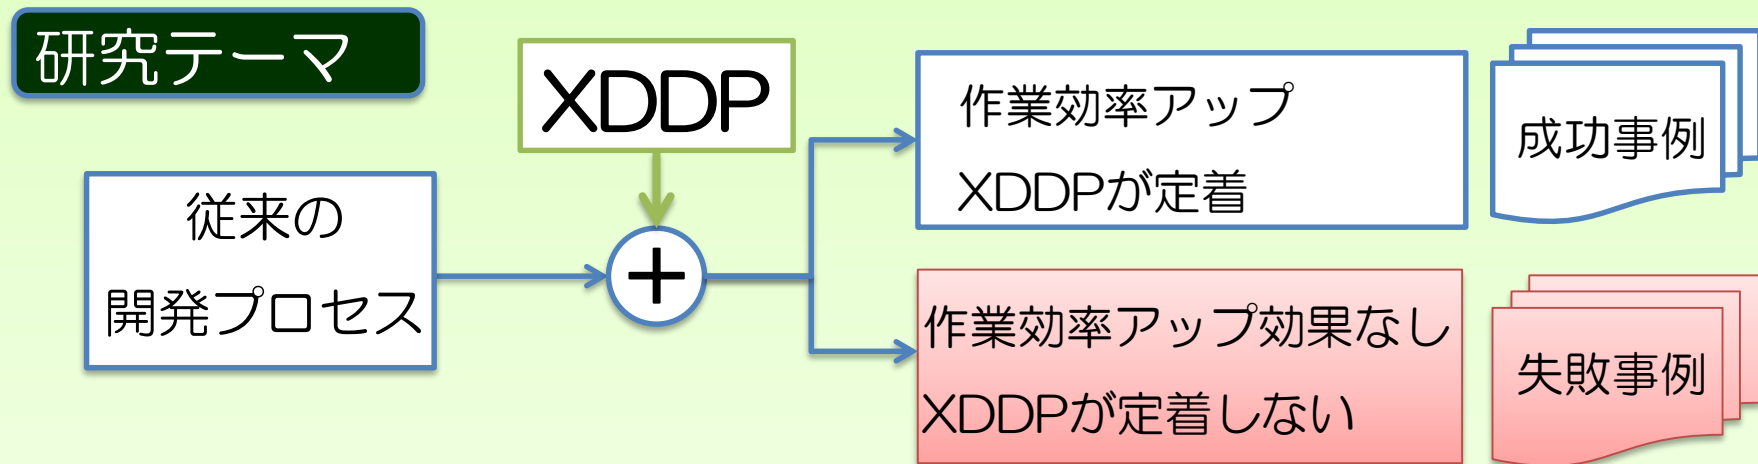 研究テーマ
XDDP
従来の
開発プロセス
+
作業効率アップ
XDDPが定着
成功事例
作業効率アップ効果なし
XDDPが定着しない
失敗事例